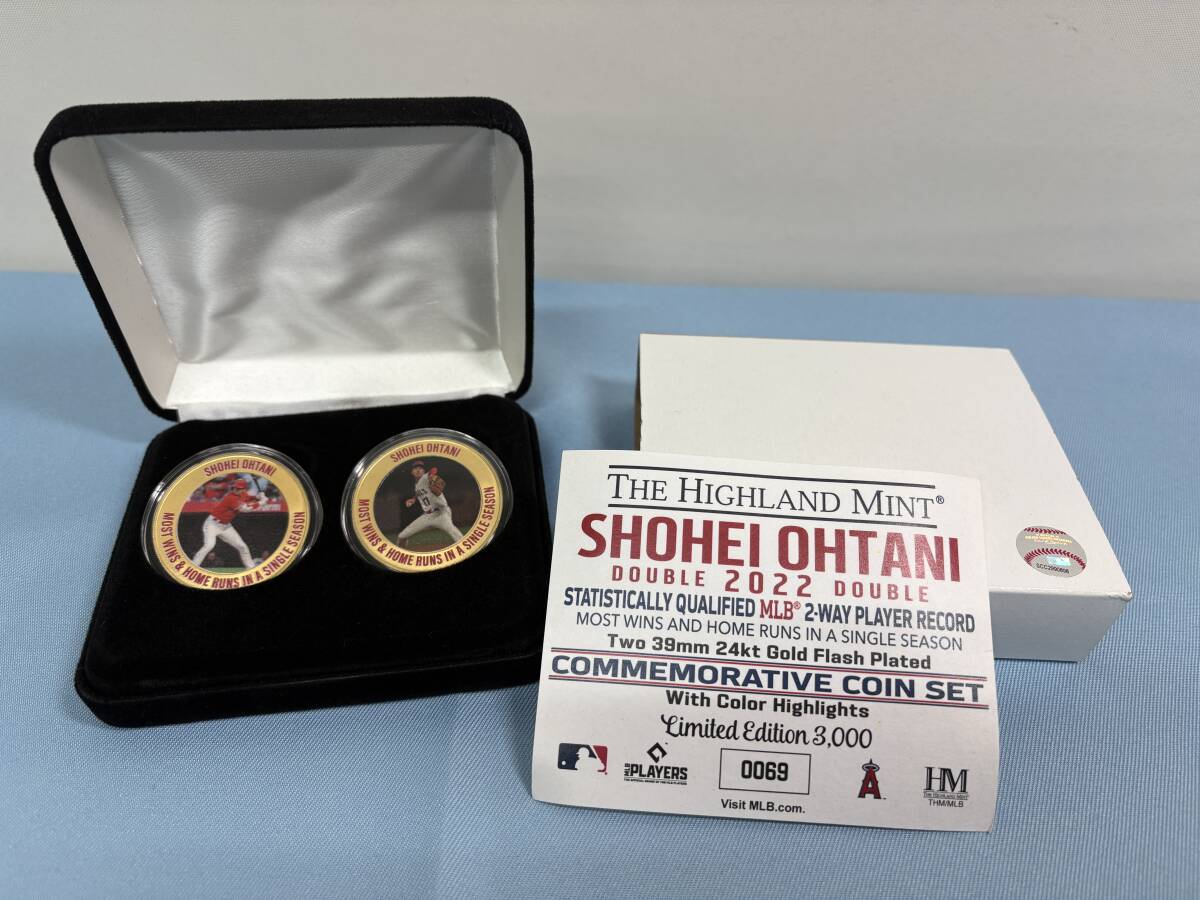 SHOHEI OHTANI
MOST WINS & HOME RUNS IN A SINGLE SEASON
SHOHEI OHTANI
17
MOST WINS & HOME RUNS IN A SINGLE SEASON
THE HIGHLAND MINT®
SHOHEI OHTANI
DOUBLE 2022 DOUBLE
STATISTICALLY QUALIFIED MLB® 2-WAY PLAYER RECORD
MOST WINS AND HOME RUNS IN A SINGLE SEASON
Two 39mm 24kt Gold Flash Plated
COMMEMORATIVE COIN SET
With Color Highlights
Limited Edition 3,000
MLB PLAYERS
0069
A
HM
THE HIGHLAND MINT
THM/MLB
Visit MLB.com.